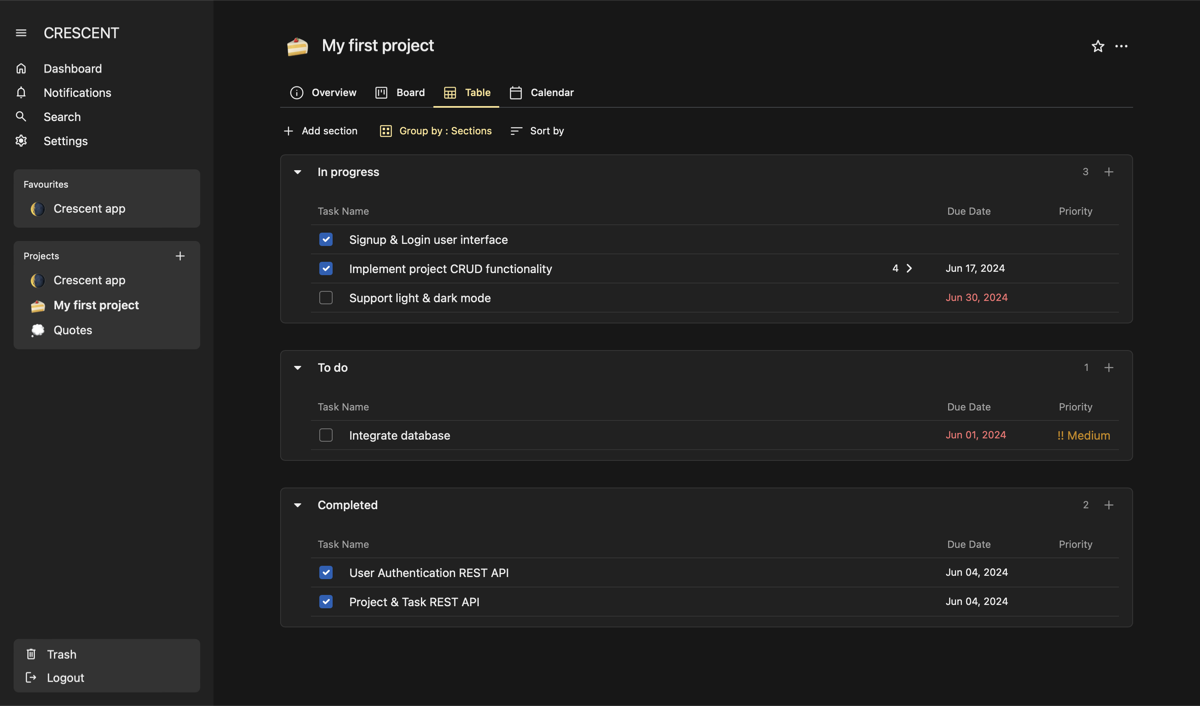 CRESCENT
Dashboard
Notifications
Search
Settings
Favourites
Crescent app
Projects
Crescent app
My first project
Quotes
Trash
Logout
My first project
Overview Board Table Calendar
Add section Group by : Sections Sort by
In progress 3
Task Name Due Date Priority
Signup & Login user interface
Implement project CRUD functionality 4 Jun 17, 2024
Support light & dark mode Jun 30, 2024
To do 1
Task Name Due Date Priority
Integrate database Jun 01, 2024 !! Medium
Completed 2
Task Name Due Date Priority
User Authentication REST API Jun 04, 2024
Project & Task REST API Jun 04, 2024